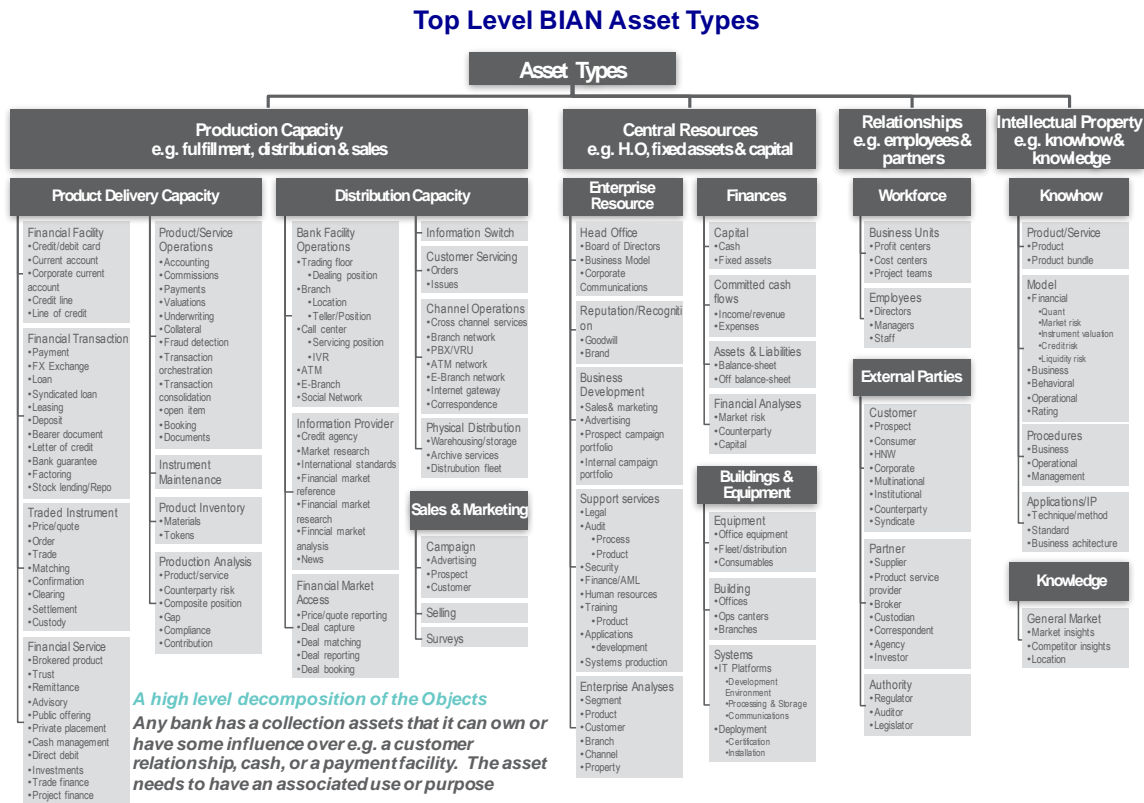 Top Level BIAN Asset Types
Asset Types
Production Capacity
e.g. fulfillment, distribution & sales
Product Delivery Capacity
Financial Facility
•Credit/debit card
•Current account
•Corporate current
account
•Credit line
•Line of credit
Financial Transaction
•Payment
•FX Exchange
•Loan
•Syndicated loan
•Leasing
•Deposit
•Bearer document
•Letter of credit
•Bank guarantee
•Factoring
•Stock lending/Repo
Traded Instrument
•Price/quote
•Order
•Trade
•Matching
•Confirmation
•Clearing
•Settlement
•Custody
Financial Service
•Brokered product
•Trust
•Remittance
•Advisory
•Public offering
•Private placement
•Cash management
•Direct debit
•Investments
•Trade finance
•Project finance
Product/Service
Operations
•Accounting
•Commissions
•Payments
•Valuations
•Underwriting
•Collateral
•Fraud detection
•Transaction
orchestration
•Transaction
consolidation
•open item
•Booking
•Documents
Instrument
Maintenance
Product Inventory
•Materials
•Tokens
Production Analysis
•Product/service
•Counterparty risk
•Composite position
•Gap
•Compliance
•Contribution
Distribution Capacity
Bank Facility
Operations
•Trading floor
•Dealing position
•Branch
•Location
•Teller/Position
•Call center
•Servicing position
•IVR
•ATM
•E-Branch
•Social Network
Information Provider
•Credit agency
Market research
•International standards
•Financial market
reference
•Financial market
research
•Finncial market
analysis
•News
Financial Market
Access
•Price/quote reporting
•Deal capture
•Deal matching
•Deal reporting
•Deal booking
Information Switch
Customer Servicing
•Orders
•Issues
Channel Operations
•Cross channel services
•Branch network
•PBX/VRU
•ATM network
•E-Branch network
•Internet gateway
•Correspondence
Physical Distribution
•Warehousing/storage
•Archive services
•Distrubution fleet
Sales & Marketing
Campaign
•Advertising
•Prospect
•Customer
Selling
Surveys
A high level decomposition of the Objects
Any bank has a collection assets that it can own or
have some influence over e.g. a customer
relationship, cash, or a payment facility. The asset
needs to have an associated use or purpose
Central Resources
e.g. H.O, fixed assets & capital
Enterprise
Resource
Head Office
•Board of Directors
•Business Model
•Corporate
Communications
Reputation/Recogniti
on
•Goodwill
•Brand
Business
Development
•Sales& marketing
•Advertising
•Prospect campaign
portfolio
•Internal campaign
portfolio
Support services
•Legal
•Audit
•Process
•Product
•Security
•Finance/AML
•Human resources
•Training
•Product
•Applications
•development
•Systems production
Enterprise Analyses
•Segment
•Product
•Customer
•Branch
•Channel
•Property
Finances
Capital
•Cash
•Fixed assets
Committed cash
flows
•Income/revenue
•Expenses
Assets & Liabilities
•Balance-sheet
•Off balance-sheet
Financial Analyses
•Market risk
•Counterparty
•Capital
Buildings &
Equipment
Equipment
•Office equipment
•Fleet/distribution
•Consumables
Building
•Offices
•Ops canters
•Branches
Systems
•IT Platforms
•Development
Environment
•Processing & Storage
•Communications
•Deployment
•Certification
•Installation
Relationships
e.g. employees &
partners
Workforce
Business Units
•Profit centers
•Cost centers
•Project teams
Employees
•Directors
•Managers
•Staff
External Parties
Customer
•Prospect
•Consumer
•HNW
•Corporate
•Multinational
•Institutional
•Counterparty
•Syndicate
Partner
•Supplier
•Product service
provider
•Broker
•Custodian
•Correspondent
•Agency
•Investor
Authority
•Regulator
•Auditor
•Legislator
Intellectual Property
e.g. knowhow &
knowledge
Knowhow
Product/Service
•Product
•Product bundle
Model
•Financial
•Quant
•Market risk
•Instrument valuation
•Credit risk
•Liquidity risk
•Business
•Behavioral
•Operational
•Rating
Procedures
•Business
•Operational
•Management
Applications/IP
•Technique/method
•Standard
•Business achitecture
Knowledge
General Market
•Market insights
•Competitor insights
•Location